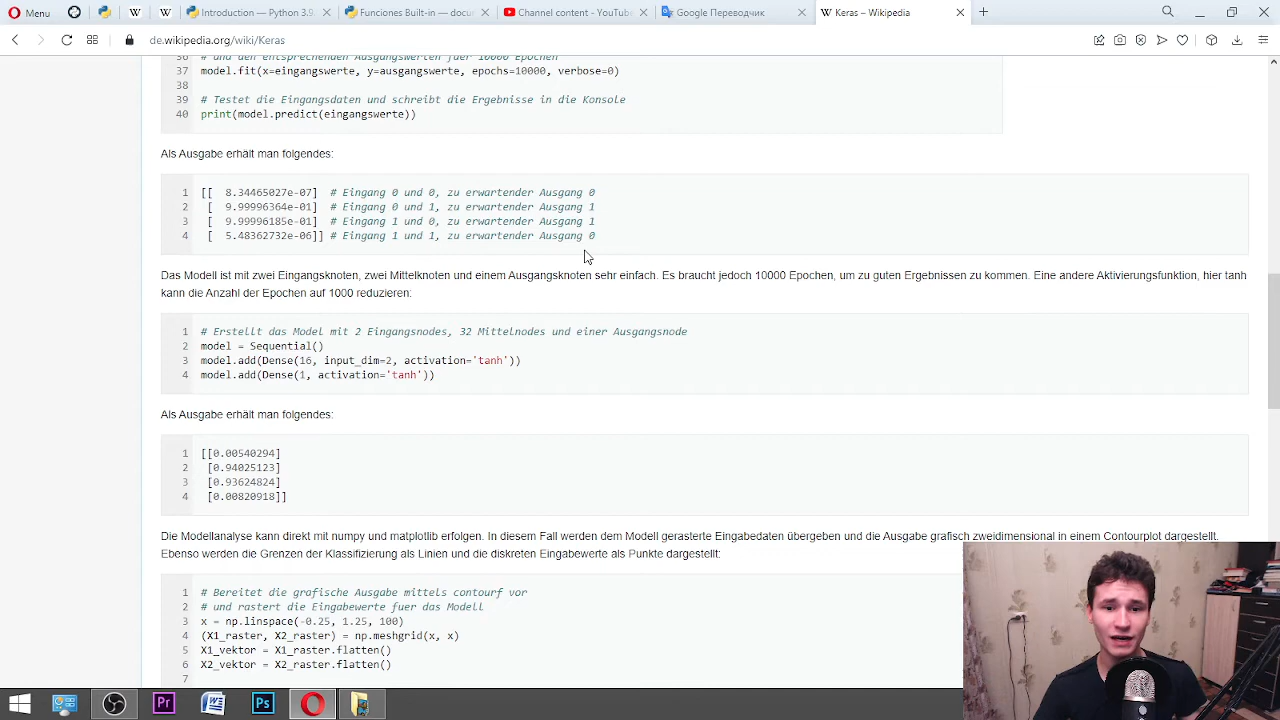 Menu
Introduction — Python 3.9.
Funciones Built-in — docum
Channel content - YouTube
Google Переводчик
Keras – Wikipedia
de.wikipedia.org/wiki/Keras
36 # und den entsprechenden Ausgangswerten fuer 10000 Epochen
37 model.fit(x=eingangswerte, y=ausgangswerte, epochs=10000, verbose=0)
38
39 # Testet die Eingangsdaten und schreibt die Ergebnisse in die Konsole
40 print(model.predict(eingangswerte))
Als Ausgabe erhält man folgendes:
1 [[ 8.34465027e-07] # Eingang 0 und 0, zu erwartender Ausgang 0
2 [ 9.99996364e-01] # Eingang 0 und 1, zu erwartender Ausgang 1
3 [ 9.99996185e-01] # Eingang 1 und 0, zu erwartender Ausgang 1
4 [ 5.48362732e-06]] # Eingang 1 und 1, zu erwartender Ausgang 0
Das Modell ist mit zwei Eingangsknoten, zwei Mittelknoten und einem Ausgangsknoten sehr einfach. Es braucht jedoch 10000 Epochen, um zu guten Ergebnissen zu kommen. Eine andere Aktivierungsfunktion, hier tanh
kann die Anzahl der Epochen auf 1000 reduzieren:
1 # Erstellt das Model mit 2 Eingangsnodes, 32 Mittelnodes und einer Ausgangsnode
2 model = Sequential()
3 model.add(Dense(16, input_dim=2, activation='tanh'))
4 model.add(Dense(1, activation='tanh'))
Als Ausgabe erhält man folgendes:
1 [[0.00540294]
2 [0.94025123]
3 [0.93624824]
4 [0.00820918]]
Die Modellanalyse kann direkt mit numpy und matplotlib erfolgen. In diesem Fall werden dem Modell gerasterte Eingabedaten übergeben und die Ausgabe grafisch zweidimensional in einem Contourplot dargestellt.
Ebenso werden die Grenzen der Klassifizierung als Linien und die diskreten Eingabewerte als Punkte dargestellt:
1 # Bereitet die grafische Ausgabe mittels contourf vor
2 # und rastert die Eingabewerte fuer das Modell
3 x = np.linspace(-0.25, 1.25, 100)
4 (X1_raster, X2_raster) = np.meshgrid(x, x)
5 X1_vektor = X1_raster.flatten()
6 X2_vektor = X2_raster.flatten()
7
Pr
Ps